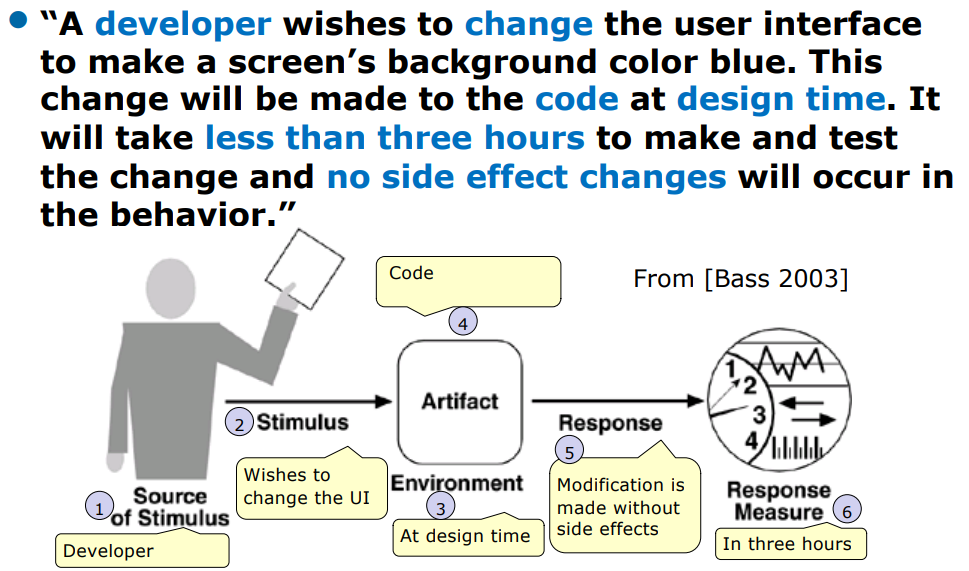 “A developer wishes to change the user interface
to make a screen’s background color blue. This
change will be made to the code at design time. It
will take less than three hours to make and test
the change and no side effect changes will occur in
the behavior.”
From [Bass 2003]
Code
4
Artifact
1
2
3
4
2 Stimulus
Response
5
Wishes to
change the UI
Environment
3
At design time
Modification is
made without
side effects
1 Source
of Stimulus
Developer
Response
Measure 6
In three hours